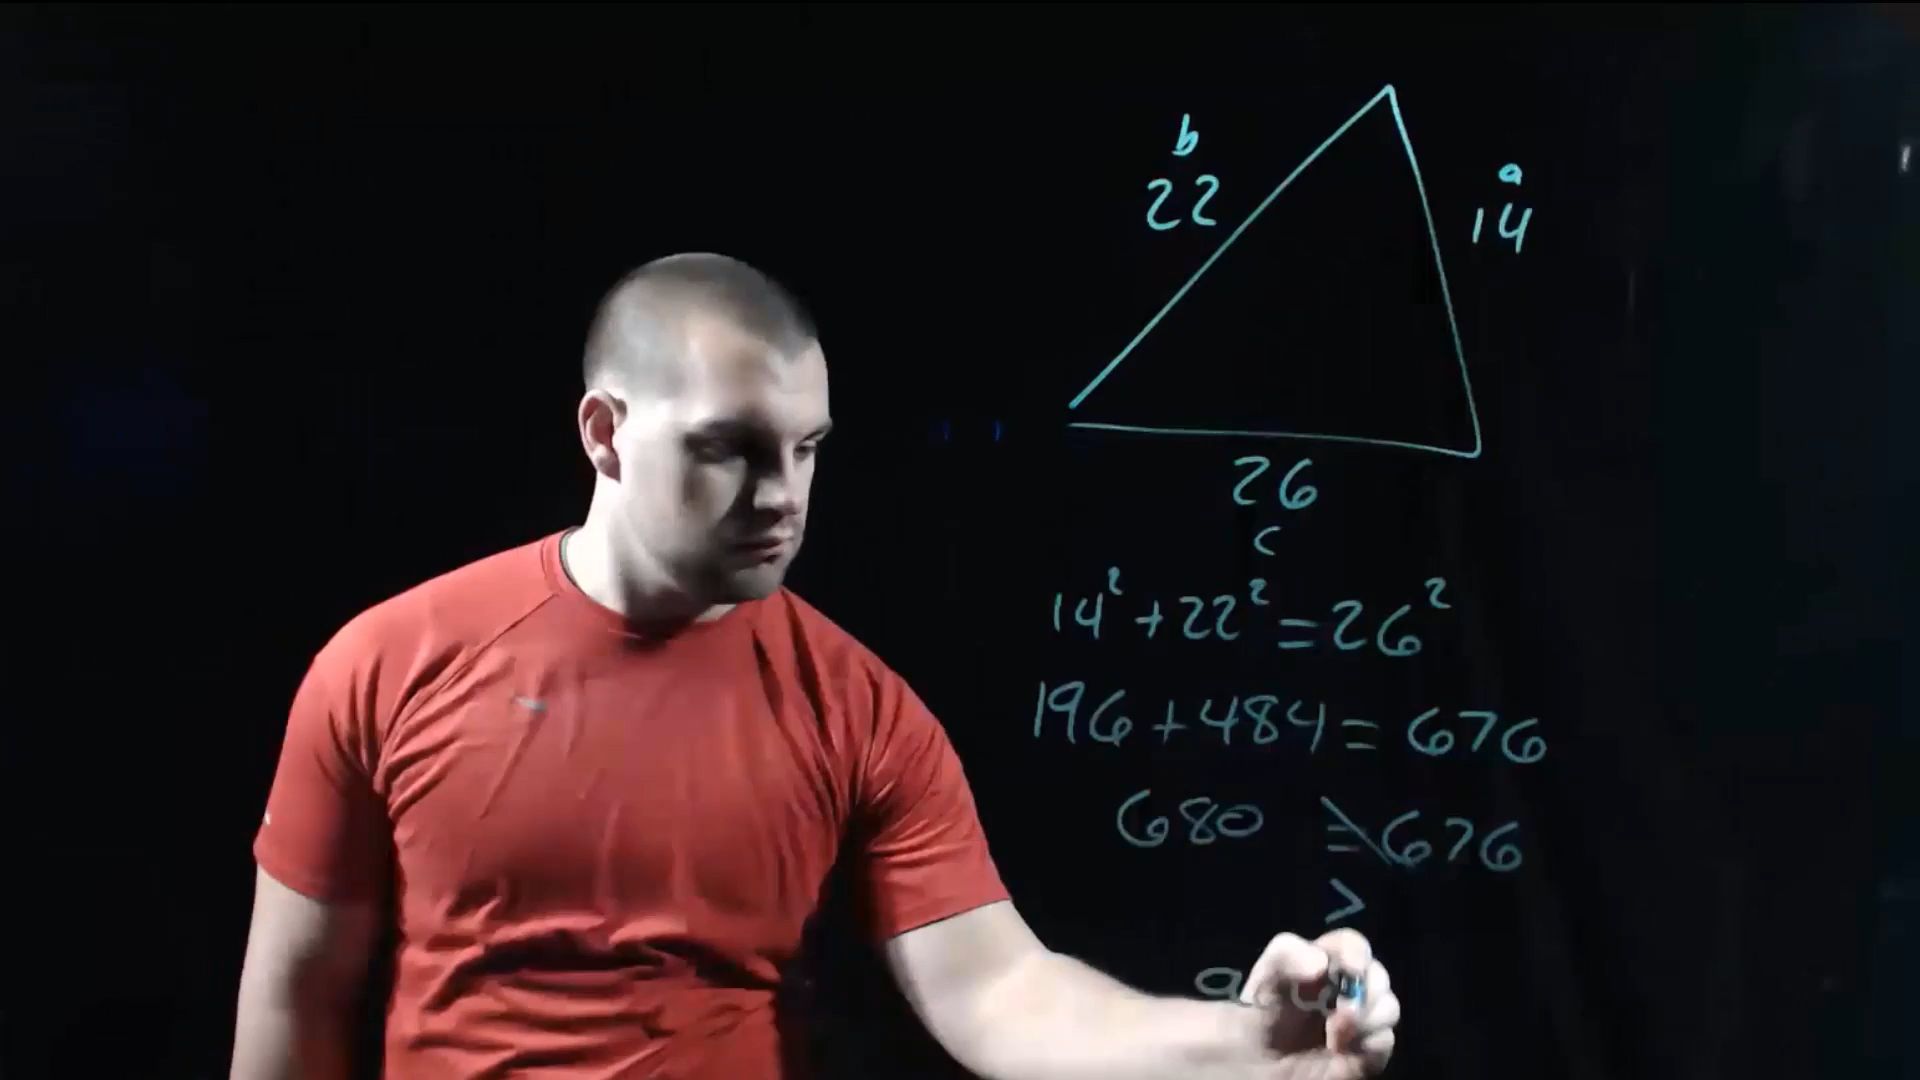 b
22
a
14
26
c
14² + 22² = 26²
196 + 484 = 676
680 ≠ 676
>